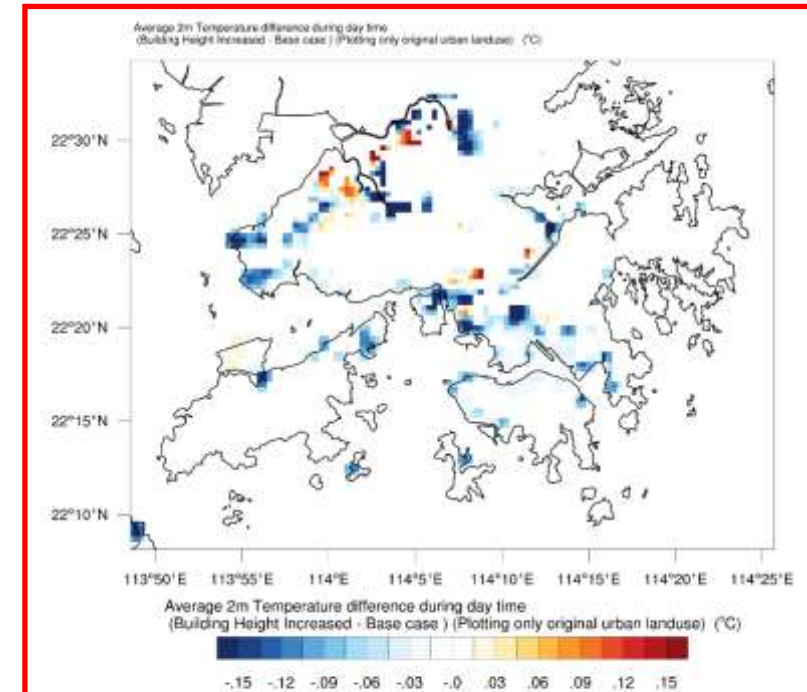 Average 2m Temperature difference during day time
(Building Height Increased - Base case ) (Plotting only original urban landuse) (°C)
22°30'N
22°25'N
22°20'N
22°15'N
22°10'N
113°50'E 113°55'E 114°E 114°5'E 114°10'E 114°15'E 114°20'E 114°25'E
Average 2m Temperature difference during day time
(Building Height Increased - Base case ) (Plotting only original urban landuse) (°C)
-.15 -.12 -.09 -.06 -.03 -.0 .03 .06 .09 .12 .15